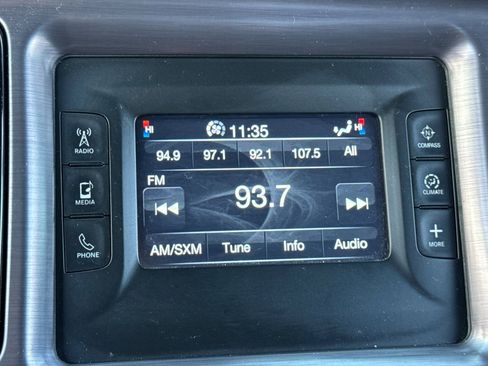 HI 11:35 HI
94.9 97.1 92.1 107.5 All
FM
93.7
AM/SXM Tune Info Audio
RADIO
MEDIA
PHONE
N
COMPASS
CLIMATE
MORE